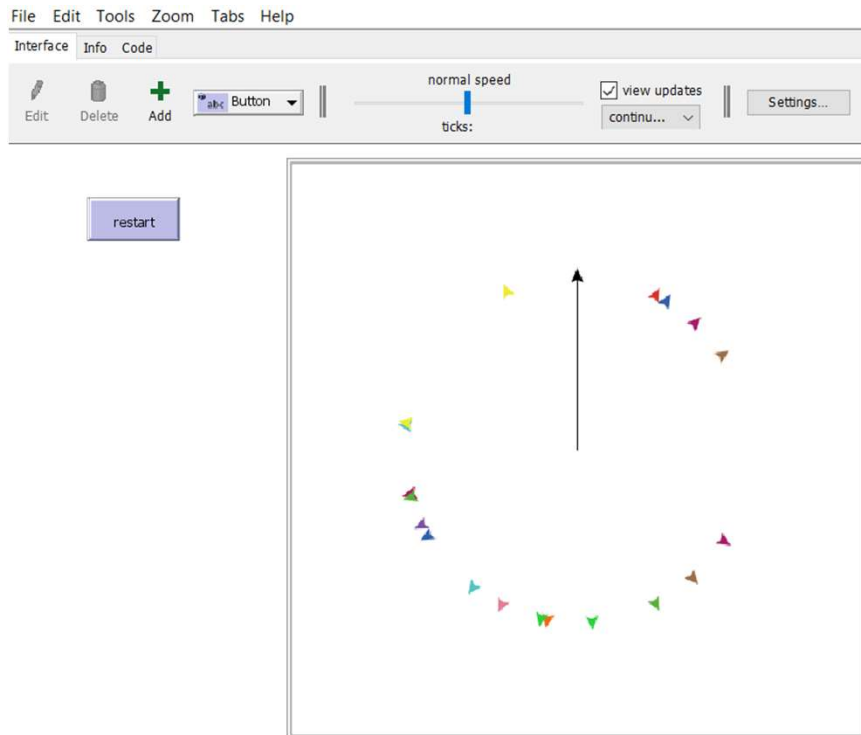 File Edit Tools Zoom Tabs Help
Interface Info Code
normal speed
view updates
abc Button
Edit Delete Add
continu...
Settings...
ticks:
restart